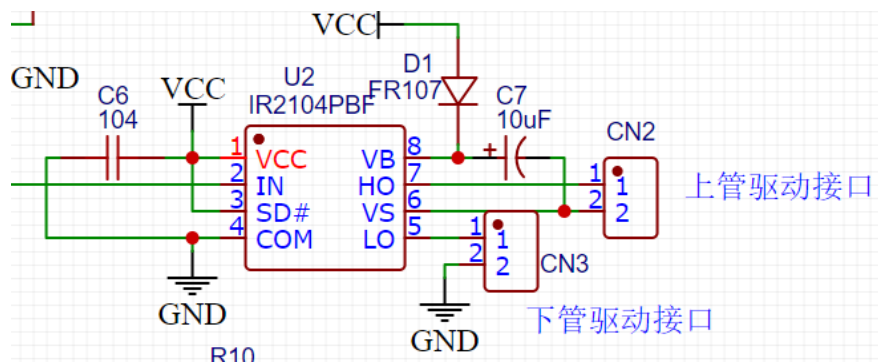 VCC
GND
VCC
C6
104
U2
IR2104PBF
D1
FR107
C7
10uF
CN2
1 VCC VB 8
2 IN HO 7
3 SD# VS 6
4 COM LO 5
1 1
2 2
上管驱动接口
1 1
2 2
CN3
GND
GND
下管驱动接口
R10